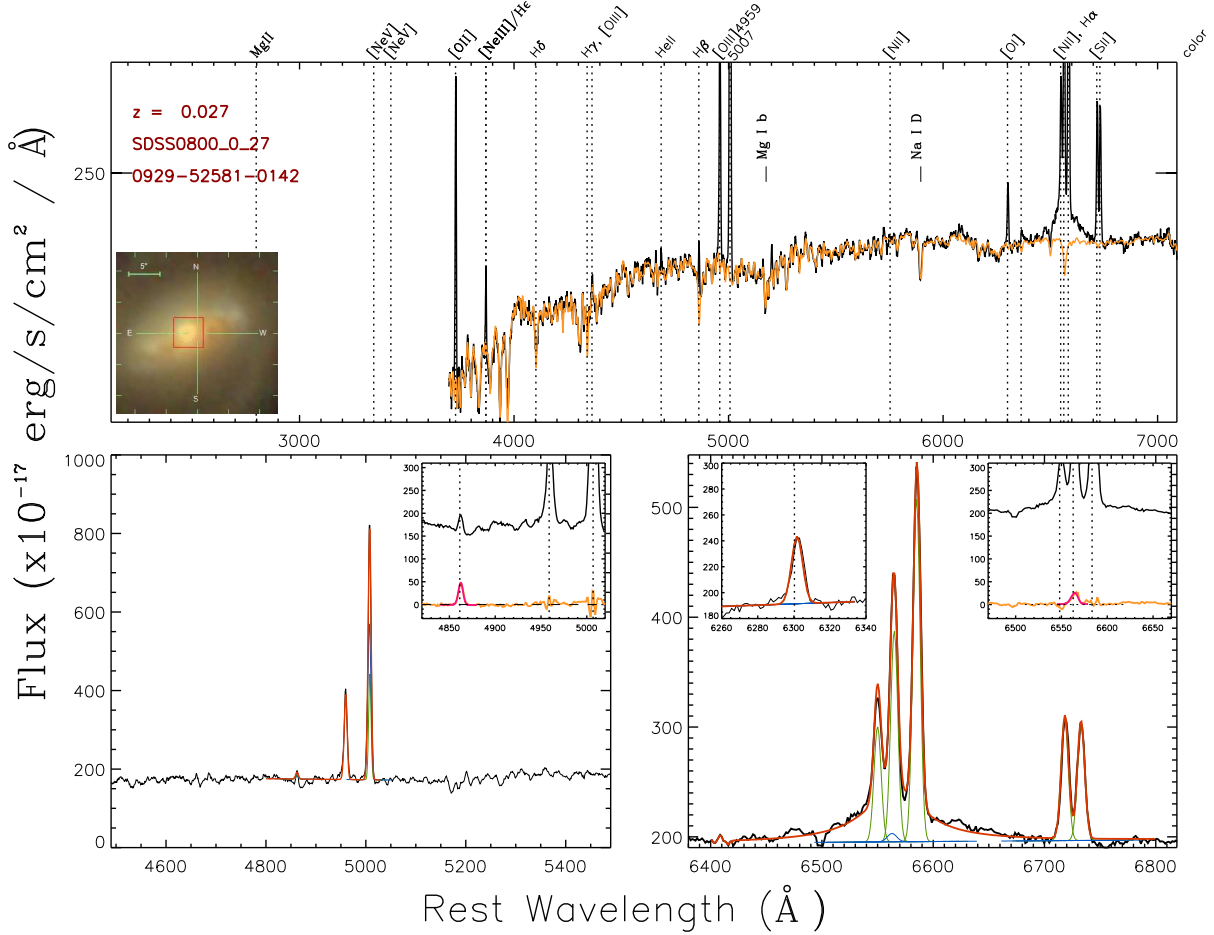 MgII
[NeV]
[NeV]
[OII]
[NeIII]/He
Hδ
Hγ, [OIII]
HeII
Hβ
[OIII]4959
5007
[NII]
[OI]
[NII], Hα
[SII]
color
z = 0.027
SDSS0800_0_27
0929-52581-0142
250
Mg I b
Na I D
5"
N
E
W
S
3000 4000 5000 6000 7000
Flux (x10⁻¹⁷ erg/s/cm² / Å)
1000
800
600
400
200
0
4600 4800 5000 5200 5400
300
250
200
150
100
50
0
4850 4900 4950 5000
500
400
300
200
6400 6500 6600 6700 6800
300
280
260
240
220
200
180
6260 6280 6300 6320 6340
300
250
200
150
100
50
0
6500 6550 6600 6650
Rest Wavelength (Å)